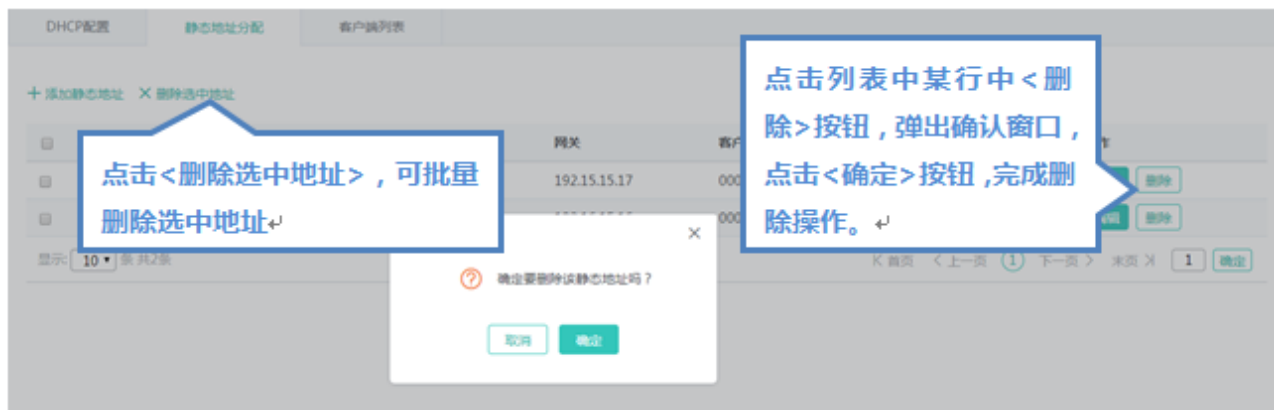 DHCP配置 静态地址分配 客户端列表
+ 添加静态地址 × 删除选中地址
点击<删除选中地址>，可批量
删除选中地址↵
点击列表中某行中<删
除>按钮，弹出确认窗口，
点击<确定>按钮,完成删
除操作。↵
网关
192.15.15.17 000 删除
删除
显示: 10 条 共2条 首页 上一页 1 下一页 末页 1 确定
确定要删除该静态地址吗？
取消 确定